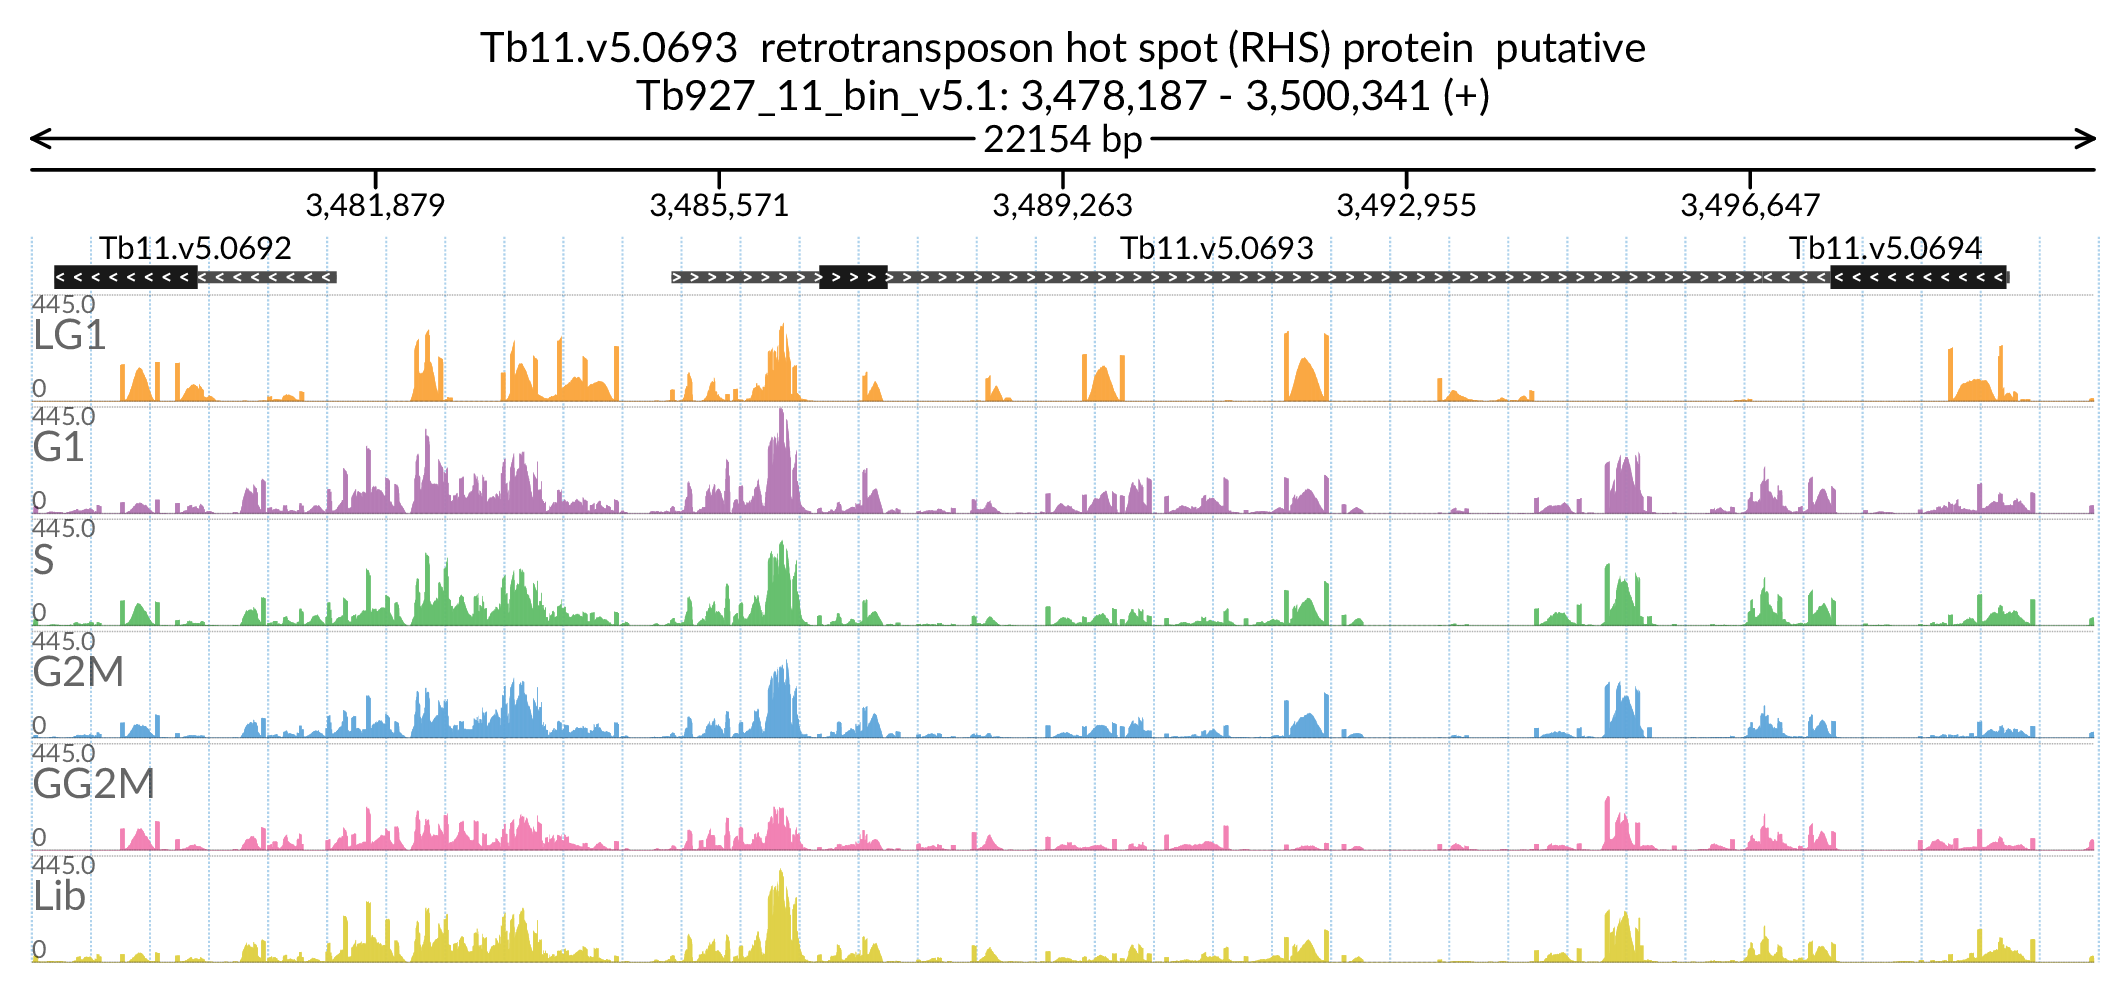 Tb11.v5.0693  retrotransposon hot spot (RHS) protein  putative
Tb927_11_bin_v5.1: 3,478,187 - 3,500,341 (+)
22154 bp
3,481,879 3,485,571 3,489,263 3,492,955 3,496,647
Tb11.v5.0692 Tb11.v5.0693 Tb11.v5.0694
445.0
LG1
0
445.0
G1
0
445.0
S
0
445.0
G2M
0
445.0
GG2M
0
445.0
Lib
0